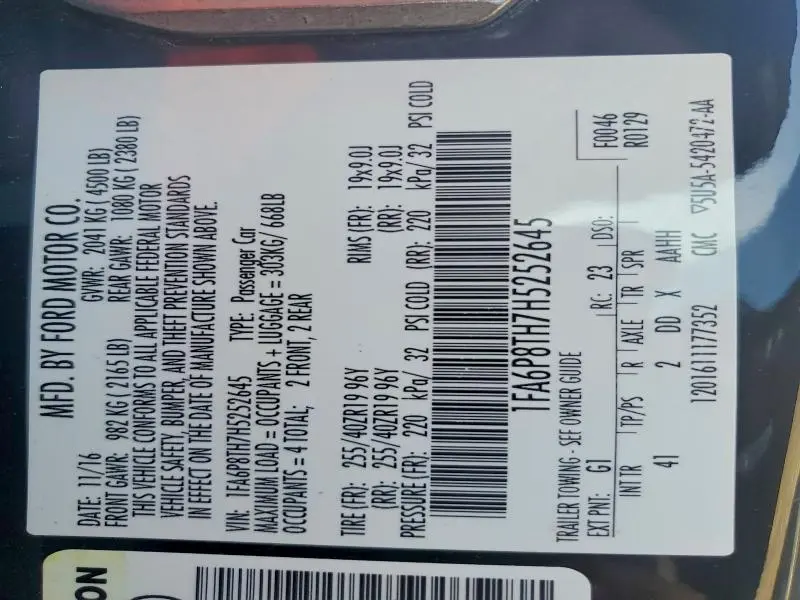 MFD. BY FORD MOTOR CO.
DATE: 11/16 GVWR: 2041 KG ( 4500 LB)
FRONT GAWR: 982 KG ( 2165 LB) REAR GAWR: 1080 KG ( 2380 LB)
THIS VEHICLE CONFORMS TO ALL APPLICABLE FEDERAL MOTOR
VEHICLE SAFETY, BUMPER, AND THEFT PREVENTION STANDARDS
IN EFFECT ON THE DATE OF MANUFACTURE SHOWN ABOVE.
VIN: 1FA6P8TH7H5252645 TYPE: Passenger Car
MAXIMUM LOAD = OCCUPANTS + LUGGAGE = 303KG/ 668LB
OCCUPANTS = 4 TOTAL; 2 FRONT, 2 REAR
TIRE (FR): 255/40ZR19 96Y RIMS (FR): 19x9.0J
(RR): 255/40ZR19 96Y (RR): 19x9.0J
PRESSURE (FR): 220 kPa/ 32 PSI COLD (RR): 220 kPa/ 32 PSI COLD
1FA6P8TH7H5252645
TRAILER TOWING - SEE OWNER GUIDE F0046
R0129
EXT PNT: G1 RC: 23 DSO:
INT TR TP/PS R AXLE TR SPR
41 2 DD X AAHH
1201611177352 CMC ▽5U5A-5420472-AA
ON